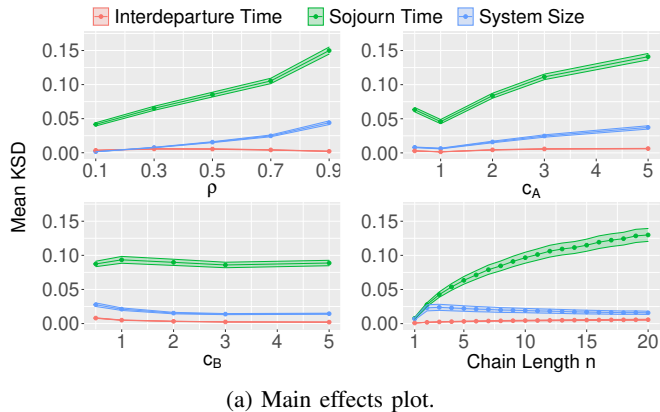 Interdeparture Time Sojourn Time System Size
Mean KSD
0.15
0.10
0.05
0.00
0.1 0.3 0.5 0.7 0.9
ρ
0.15
0.10
0.05
0.00
1 2 3 4 5
c_A
0.15
0.10
0.05
0.00
1 2 3 4 5
c_B
0.15
0.10
0.05
0.00
1 5 10 15 20
Chain Length n
(a) Main effects plot.